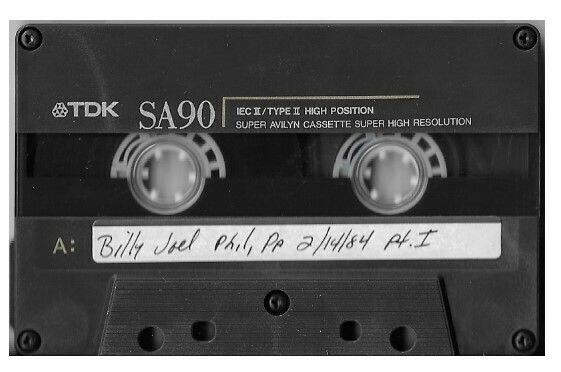 TDK SA90 IEC II/TYPE II HIGH POSITION
SUPER AVILYN CASSETTE SUPER HIGH RESOLUTION
A: Billy Joel Phil, Pa 2/14/84 Pt. I